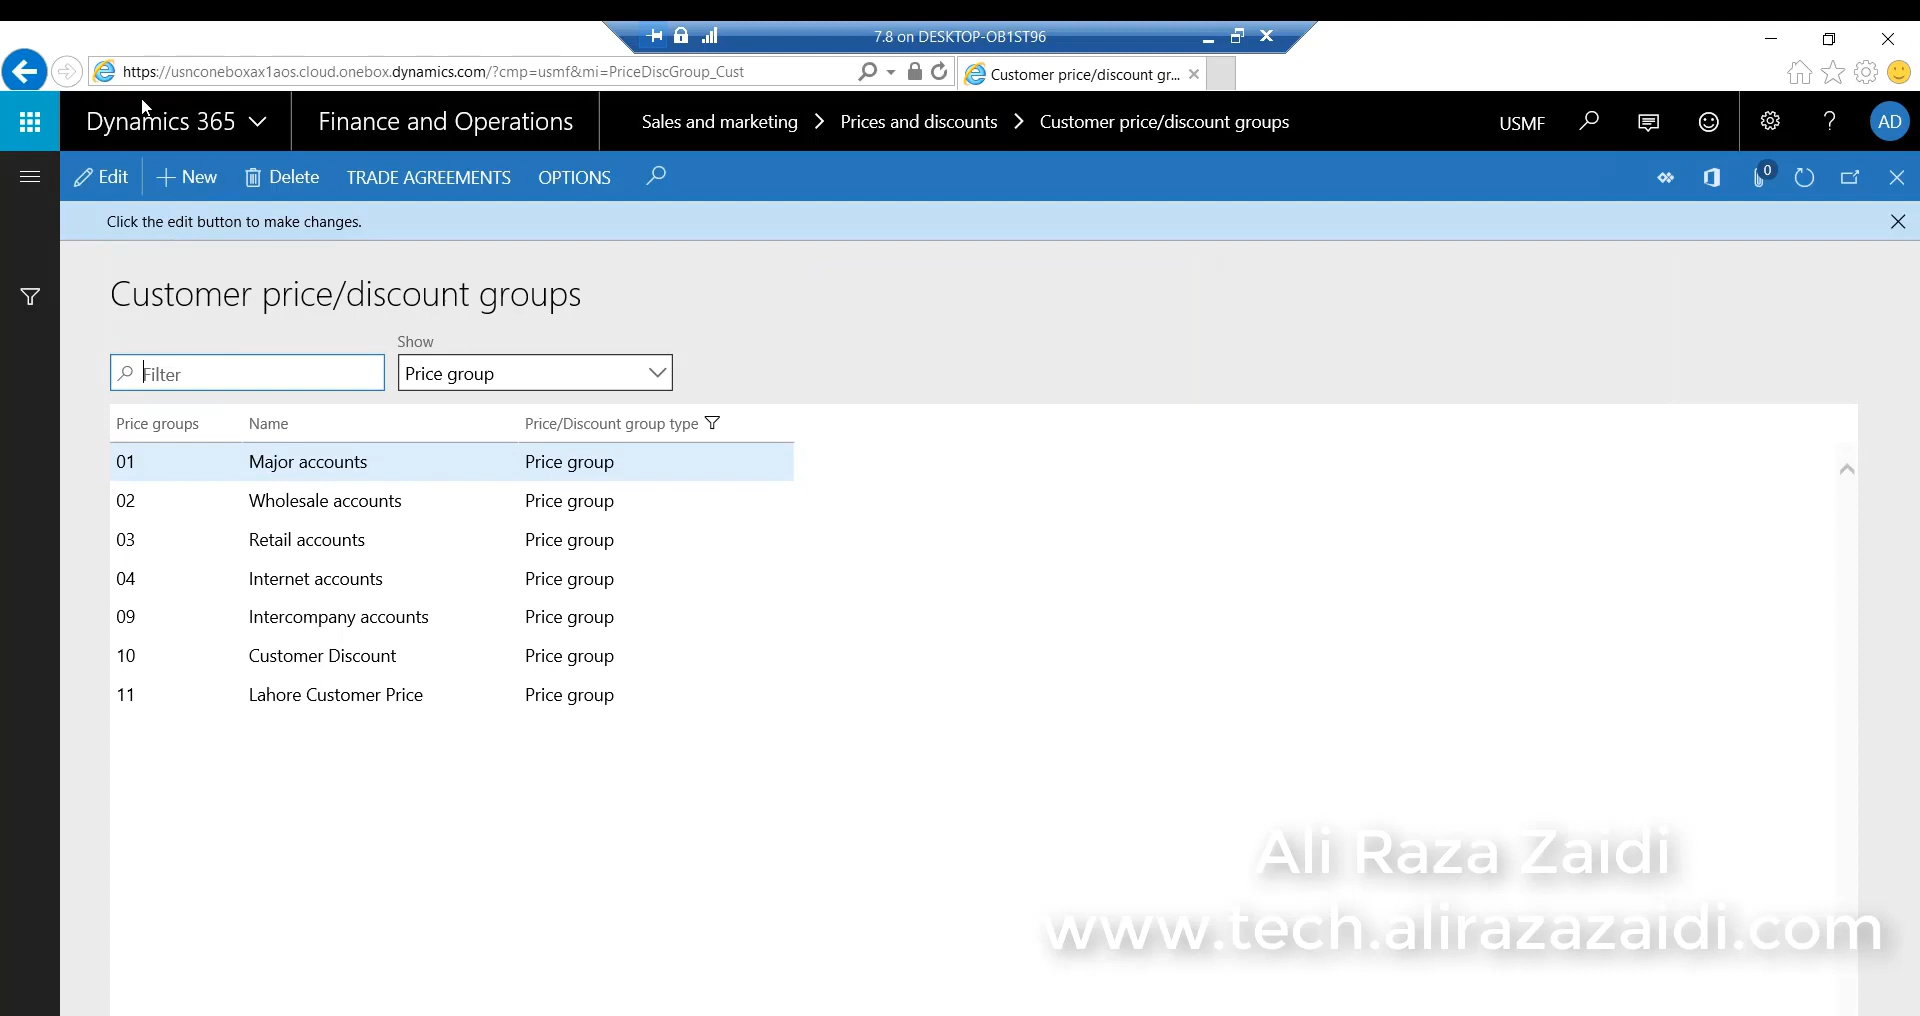 7.8 on DESKTOP-OB1ST96
https://usnconeboxax1aos.cloud.onebox.dynamics.com/?cmp=usmf&mi=PriceDiscGroup_Cust
Customer price/discount gr...
Dynamics 365
Finance and Operations
Sales and marketing > Prices and discounts > Customer price/discount groups
USMF
?
AD
Edit
New
Delete
TRADE AGREEMENTS
OPTIONS
0
Click the edit button to make changes.
Customer price/discount groups
Show
Filter
Price group
Price groups Name Price/Discount group type
01 Major accounts Price group
02 Wholesale accounts Price group
03 Retail accounts Price group
04 Internet accounts Price group
09 Intercompany accounts Price group
10 Customer Discount Price group
11 Lahore Customer Price Price group
Ali Raza Zaidi
www.tech.alirazazaidi.com